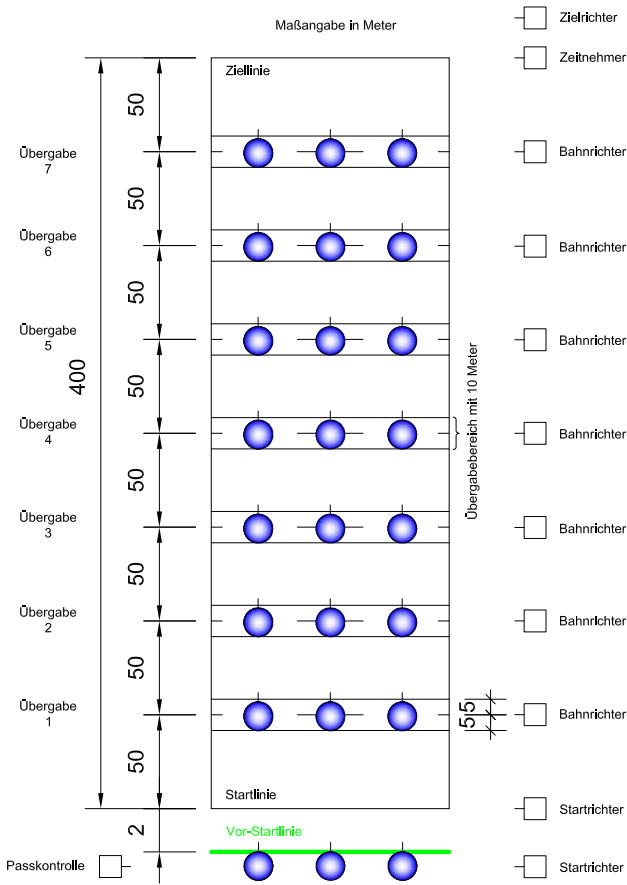 Maßangabe in Meter
Zielrichter
Ziellinie
Zeitnehmer
50
Übergabe
7
Bahnrichter
50
Übergabe
6
Bahnrichter
50
Übergabe
5
Bahnrichter
400
50
Übergabe
4
Übergabebereich mit 10 Meter
Bahnrichter
50
Übergabe
3
Bahnrichter
50
Übergabe
2
Bahnrichter
50
Übergabe
1
5
5
Bahnrichter
50
Startlinie
Startrichter
2
Vor-Startlinie
Passkontrolle
Startrichter